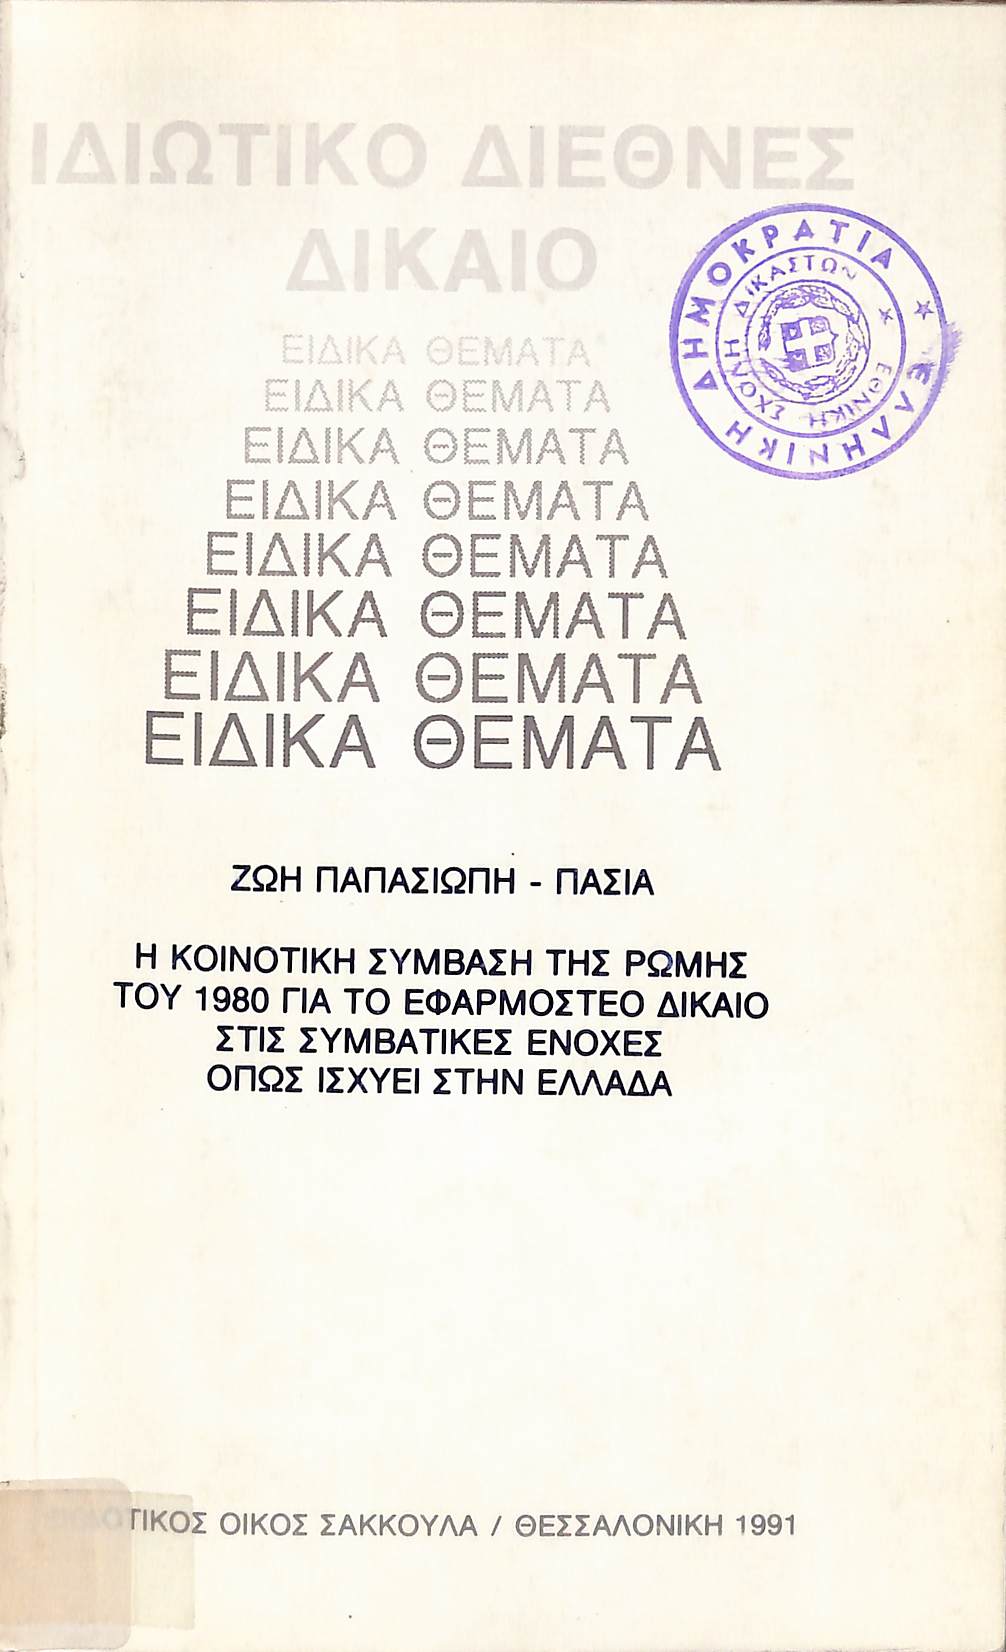 ΙΔΙΩΤΙΚΟ ΔΙΕΘΝΕΣ
ΔΙΚΑΙΟ
ΕΛΛΗΝΙΚΗ ΔΗΜΟΚΡΑΤΙΑ
ΕΘΝΙΚΗ ΣΧΟΛΗ ΔΙΚΑΣΤΩΝ
ΕΙΔΙΚΑ ΘΕΜΑΤΑ
ΕΙΔΙΚΑ ΘΕΜΑΤΑ
ΕΙΔΙΚΑ ΘΕΜΑΤΑ
ΕΙΔΙΚΑ ΘΕΜΑΤΑ
ΕΙΔΙΚΑ ΘΕΜΑΤΑ
ΕΙΔΙΚΑ ΘΕΜΑΤΑ
ΕΙΔΙΚΑ ΘΕΜΑΤΑ
ΕΙΔΙΚΑ ΘΕΜΑΤΑ
ΖΩΗ ΠΑΠΑΣΙΩΠΗ - ΠΑΣΙΑ
Η ΚΟΙΝΟΤΙΚΗ ΣΥΜΒΑΣΗ ΤΗΣ ΡΩΜΗΣ
ΤΟΥ 1980 ΓΙΑ ΤΟ ΕΦΑΡΜΟΣΤΕΟ ΔΙΚΑΙΟ
ΣΤΙΣ ΣΥΜΒΑΤΙΚΕΣ ΕΝΟΧΕΣ
ΟΠΩΣ ΙΣΧΥΕΙ ΣΤΗΝ ΕΛΛΑΔΑ
ΟΙΚΟΣ ΣΑΚΚΟΥΛΑ / ΘΕΣΣΑΛΟΝΙΚΗ 1991